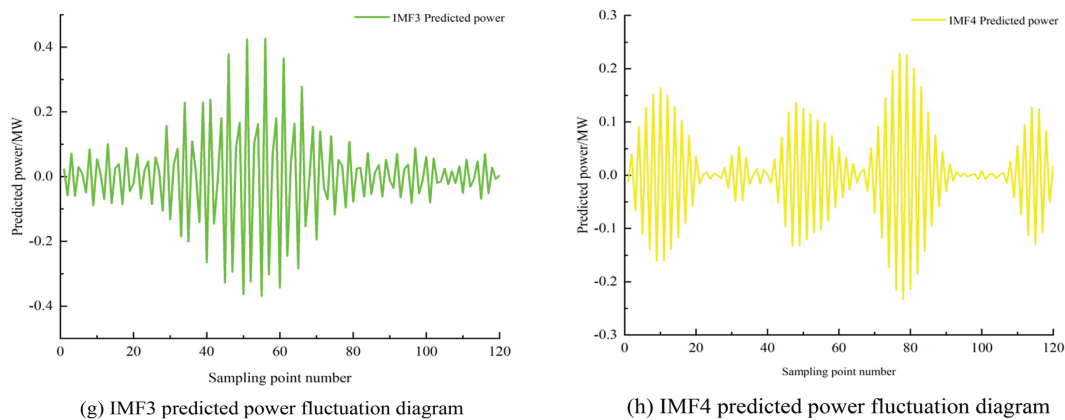 IMF3 Predicted power
0.4
0.2
0.0
-0.2
-0.4
Predicted power/MW
0 20 40 60 80 100 120
Sampling point number
(g) IMF3 predicted power fluctuation diagram
IMF4 Predicted power
0.3
0.2
0.1
0.0
-0.1
-0.2
-0.3
Predicted power/MW
0 20 40 60 80 100 120
Sampling point number
(h) IMF4 predicted power fluctuation diagram